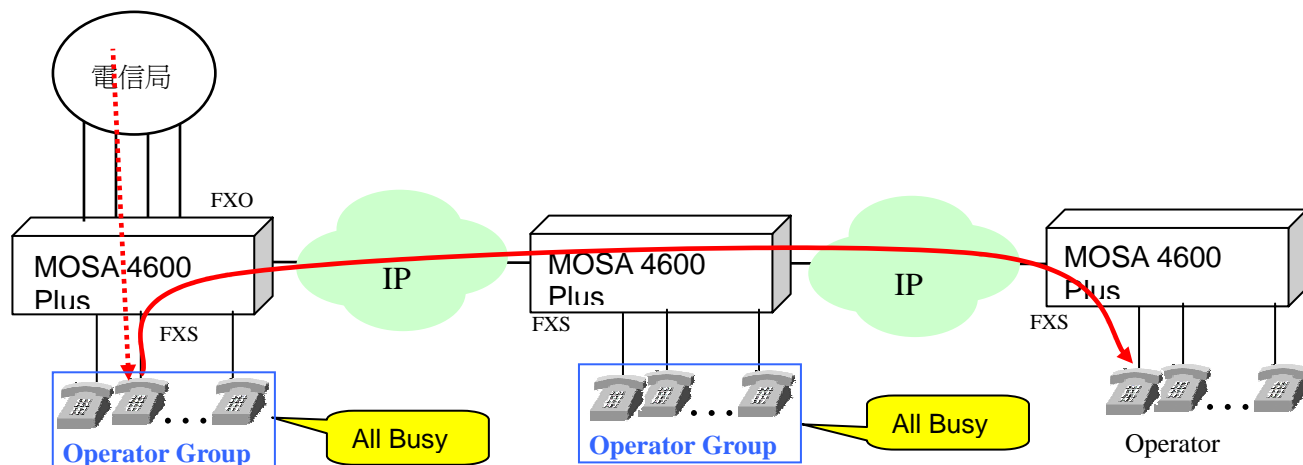 電信局
FXO
MOSA 4600
Plus
IP
MOSA 4600
Plus
IP
MOSA 4600
Plus
FXS
FXS
FXS
...
...
...
Operator Group
All Busy
Operator Group
All Busy
Operator